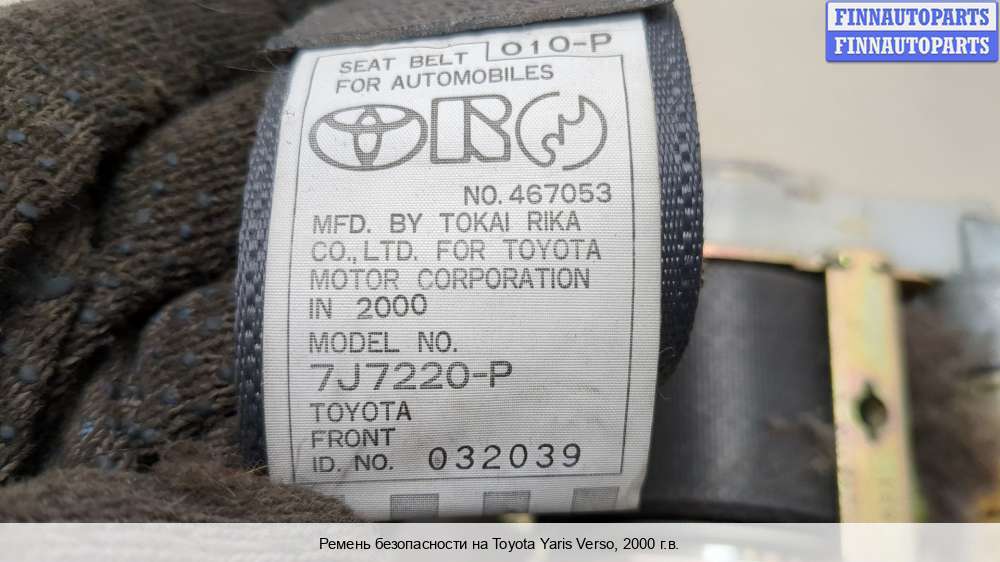 FINNAUTOPARTS
FINNAUTOPARTS
SEAT BELT 010-P
FOR AUTOMOBILES
NO. 467053
MFD. BY TOKAI RIKA
CO., LTD. FOR TOYOTA
MOTOR CORPORATION
IN 2000
MODEL NO.
7J7220-P
TOYOTA
FRONT
ID. NO. 032039
Ремень безопасности на Toyota Yaris Verso, 2000 г.в.